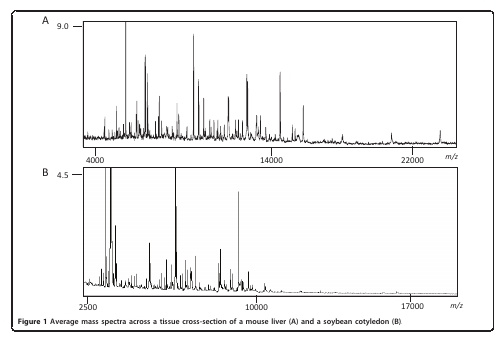 A
9.0
4000
14000
22000
m/z
B
4.5
2500
10000
17000
m/z
Figure 1 Average mass spectra across a tissue cross-section of a mouse liver (A) and a soybean cotyledon (B)